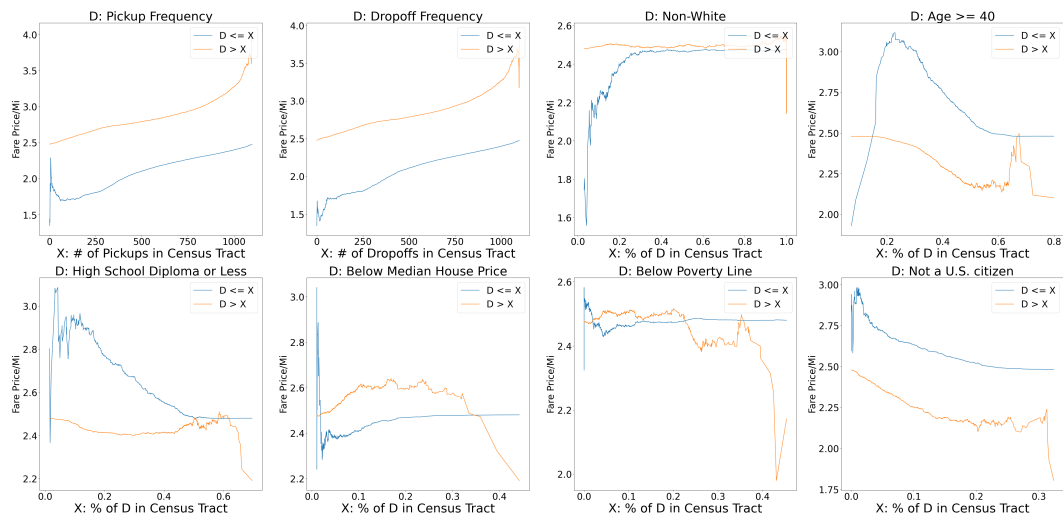 D: Pickup Frequency
D <= X
D > X
Fare Price/Mi
4.0
3.5
3.0
2.5
2.0
1.5
0
250
500
750
1000
X: # of Pickups in Census Tract
D: Dropoff Frequency
D <= X
D > X
Fare Price/Mi
4.0
3.5
3.0
2.5
2.0
1.5
0
250
500
750
1000
X: # of Dropoffs in Census Tract
D: Non-White
D <= X
D > X
Fare Price/Mi
2.6
2.4
2.2
2.0
1.8
1.6
0.2
0.4
0.6
0.8
1.0
X: % of D in Census Tract
D: Age >= 40
D <= X
D > X
Fare Price/Mi
3.00
2.75
2.50
2.25
2.00
0.2
0.4
0.6
0.8
X: % of D in Census Tract
D: High School Diploma or Less
D <= X
D > X
Fare Price/Mi
3.0
2.8
2.6
2.4
2.2
0.0
0.2
0.4
0.6
X: % of D in Census Tract
D: Below Median House Price
D <= X
D > X
Fare Price/Mi
3.0
2.8
2.6
2.4
2.2
0.0
0.1
0.2
0.3
0.4
X: % of D in Census Tract
D: Below Poverty Line
D <= X
D > X
Fare Price/Mi
2.6
2.4
2.2
2.0
0.0
0.1
0.2
0.3
0.4
X: % of D in Census Tract
D: Not a U.S. citizen
D <= X
D > X
Fare Price/Mi
3.00
2.75
2.50
2.25
2.00
1.75
0.0
0.1
0.2
0.3
X: % of D in Census Tract